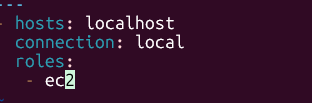 ---
- hosts: localhost
connection: local
roles:
- ec2